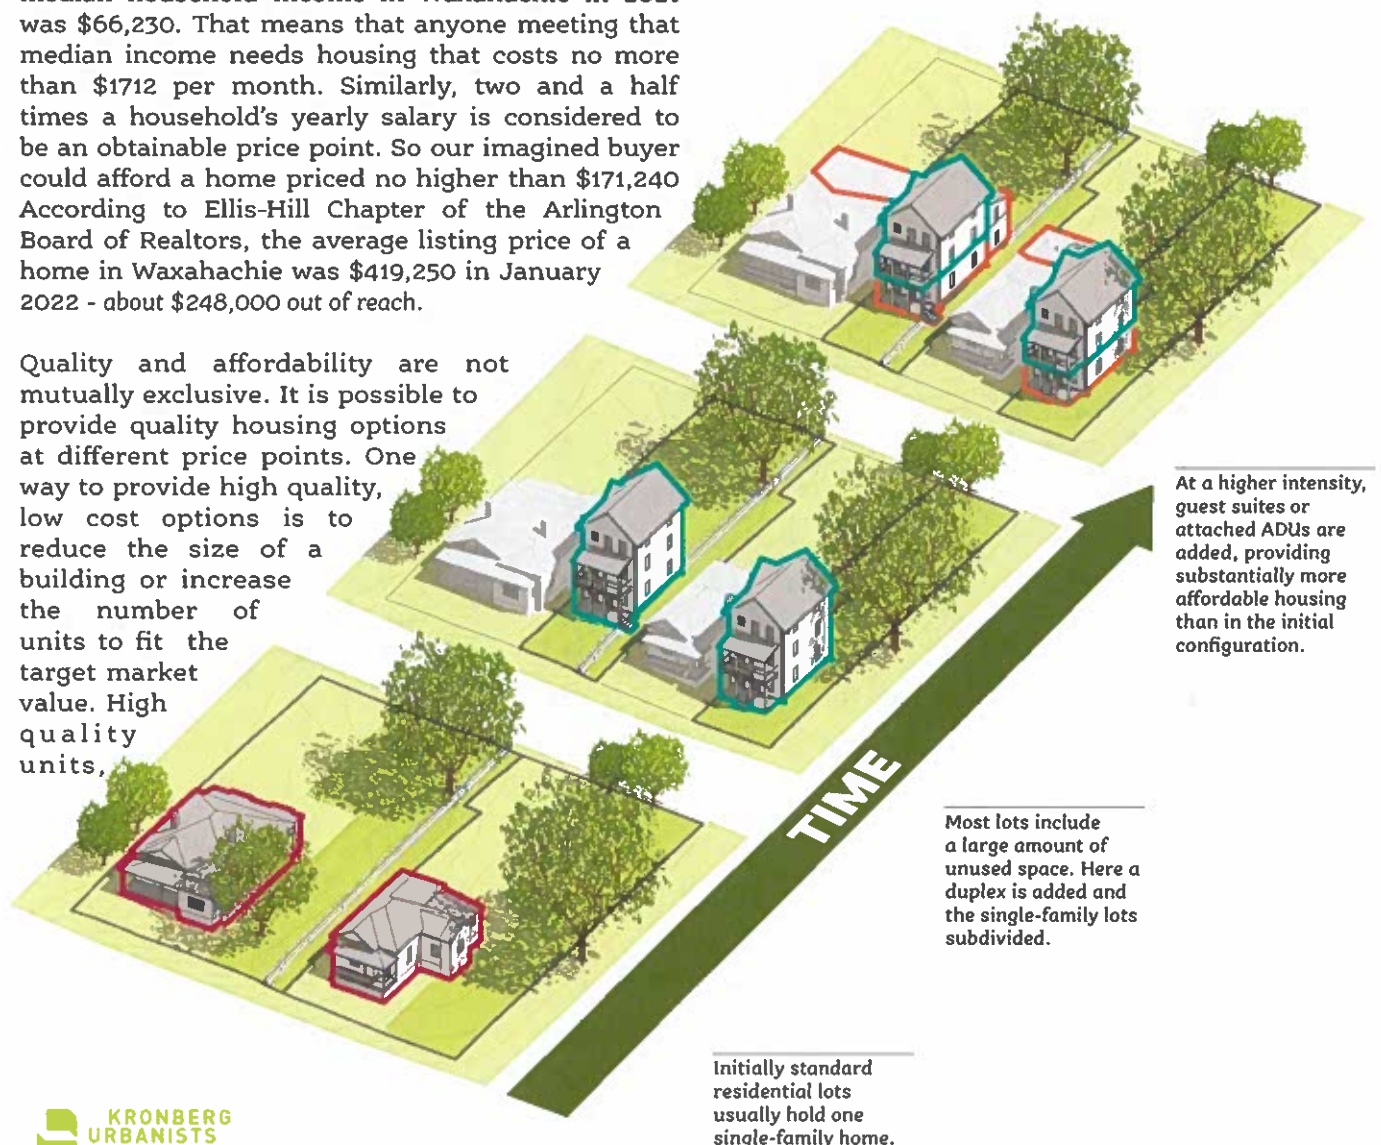 was $66,230. That means that anyone meeting that
median income needs housing that costs no more
than $1712 per month. Similarly, two and a half
times a household's yearly salary is considered to
be an obtainable price point. So our imagined buyer
could afford a home priced no higher than $171,240
According to Ellis-Hill Chapter of the Arlington
Board of Realtors, the average listing price of a
home in Waxahachie was $419,250 in January
2022 - about $248,000 out of reach.
Quality and affordability are not
mutually exclusive. It is possible to
provide quality housing options
at different price points. One
way to provide high quality,
low cost options is to
reduce the size of a
building or increase
the number of
units to fit the
target market
value. High
quality
units,
At a higher intensity,
guest suites or
attached ADUs are
added, providing
substantially more
affordable housing
than in the initial
configuration.
TIME
Most lots include
a large amount of
unused space. Here a
duplex is added and
the single-family lots
subdivided.
Initially standard
residential lots
usually hold one
single-family home.
KRONBERG
URBANISTS